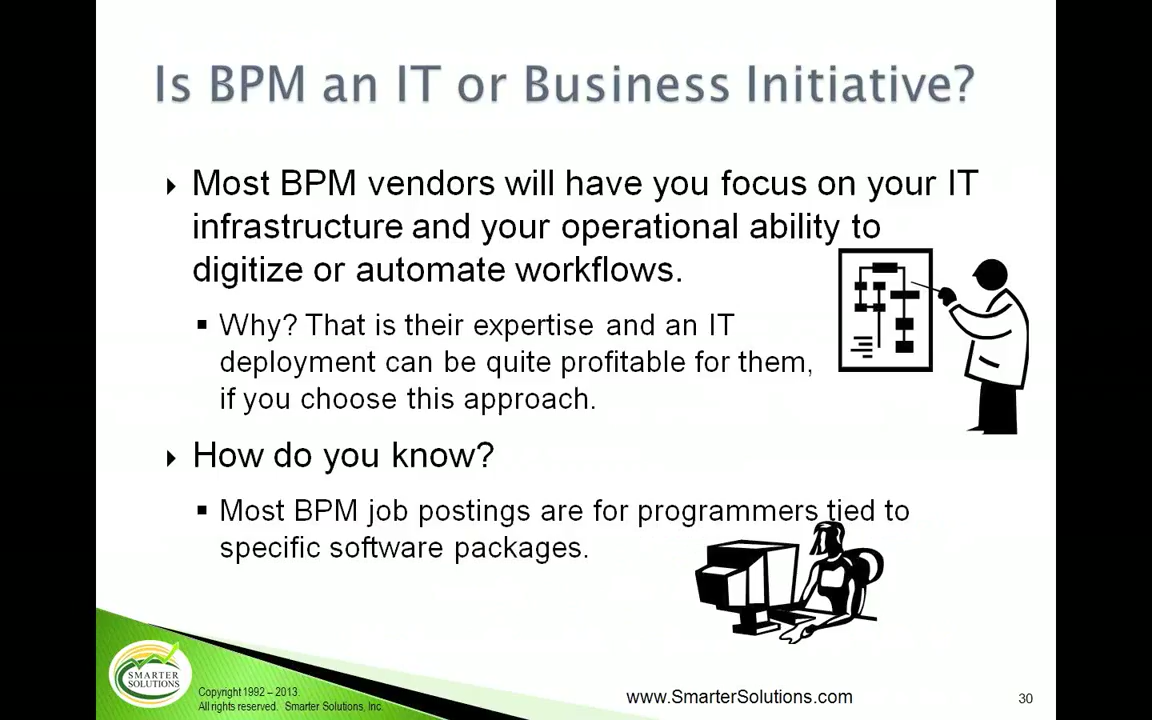 Is BPM an IT or Business Initiative?
Most BPM vendors will have you focus on your IT
infrastructure and your operational ability to
digitize or automate workflows.
Why? That is their expertise and an IT
deployment can be quite profitable for them,
if you choose this approach.
How do you know?
Most BPM job postings are for programmers tied to
specific software packages.
SMARTER
SOLUTIONS
Copyright 1992 – 2013.
All rights reserved. Smarter Solutions, Inc.
www.SmarterSolutions.com
30